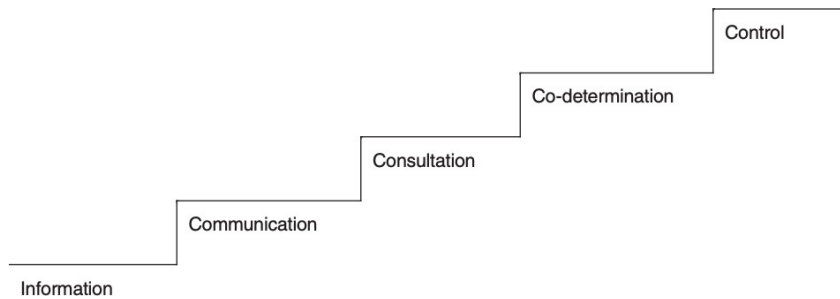 Control
Co-determination
Consultation
Communication
Information